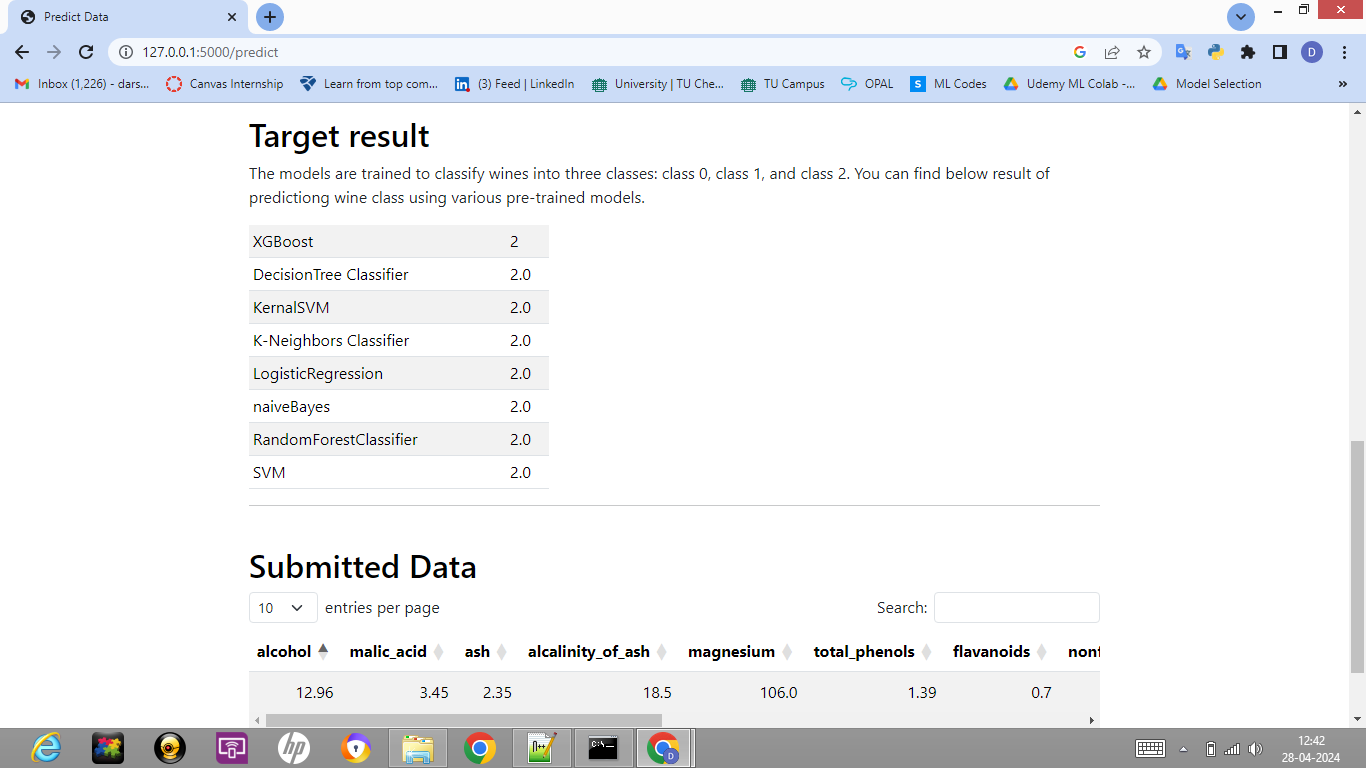 Predict Data
127.0.0.1:5000/predict
Inbox (1,226) - dars...
Canvas Internship
Learn from top com...
(3) Feed | LinkedIn
University | TU Che...
TU Campus
OPAL
ML Codes
Udemy ML Colab -...
Model Selection
Target result
The models are trained to classify wines into three classes: class 0, class 1, and class 2. You can find below result of
predictiong wine class using various pre-trained models.
XGBoost 2
DecisionTree Classifier 2.0
KernalSVM 2.0
K-Neighbors Classifier 2.0
LogisticRegression 2.0
naiveBayes 2.0
RandomForestClassifier 2.0
SVM 2.0
Submitted Data
10 entries per page Search:
alcohol malic_acid ash alcalinity_of_ash magnesium total_phenols flavanoids
12.96 3.45 2.35 18.5 106.0 1.39 0.7
12:42
28-04-2024